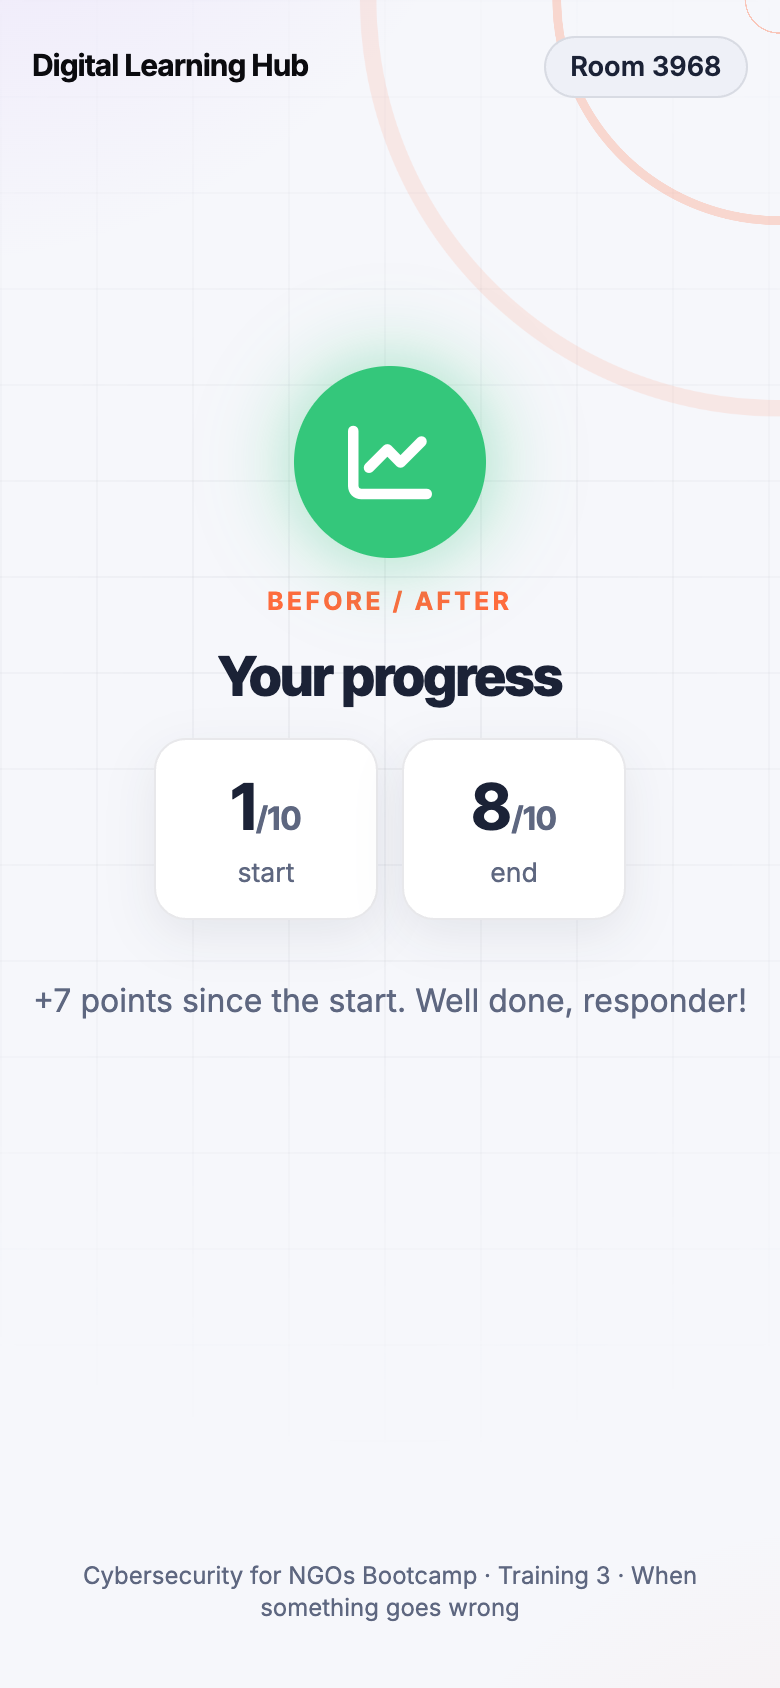 Digital Learning Hub
Room 3968
BEFORE / AFTER
Your progress
1/10
start
8/10
end
+7 points since the start. Well done, responder!
Cybersecurity for NGOs Bootcamp · Training 3 · When
something goes wrong